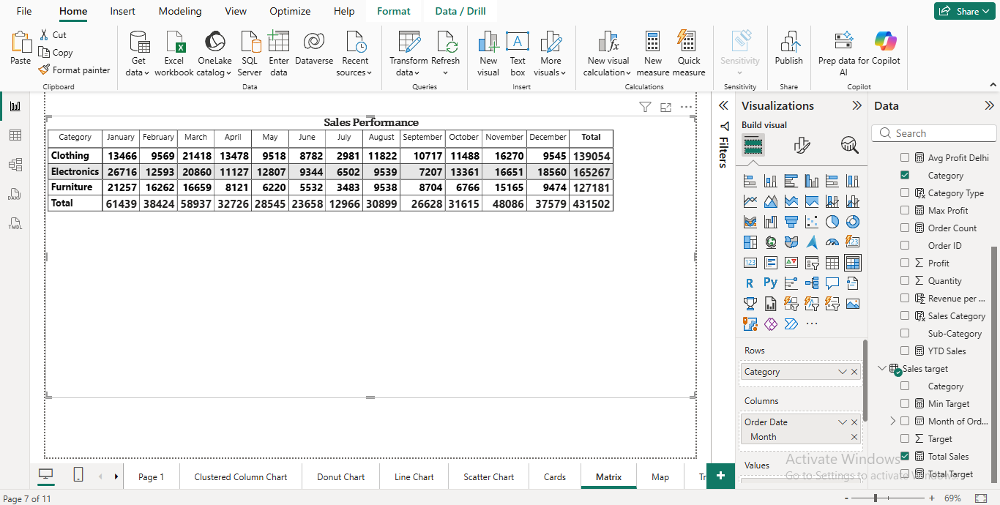 File Home Insert Modeling View Optimize Help Format Data / Drill Share
Paste
Cut
Copy
Format painter
Clipboard
Get data
Excel workbook
OneLake catalog
SQL Server
Enter data
Dataverse
Recent sources
Data
Transform data
Refresh
Queries
New visual
Text box
More visuals
Insert
New visual calculation
New measure
Quick measure
Calculations
Sensitivity
Sensitivity
Publish
Share
Prep data for AI
Copilot
Copilot
Sales Performance
Category January February March April May June July August September October November December Total
Clothing 13466 9569 21418 13478 9518 8782 2981 11822 10717 11488 16270 9545 139054
Electronics 26716 12593 20860 11127 12807 9344 6502 9539 7207 13361 16651 18560 165267
Furniture 21257 16262 16659 8121 6220 5532 3483 9538 8704 6766 15165 9474 127181
Total 61439 38424 58937 32726 28545 23658 12966 30899 26628 31615 48086 37579 431502
DAX
TMDL
Filters
Visualizations
Build visual
123
123
R Py
...
Rows
Category
Columns
Order Date
Month
Values
Data
Search
Avg Profit Delhi
Category
Category Type
Max Profit
Order Count
Order ID
Profit
Quantity
Revenue per ...
Sales Category
Sub-Category
YTD Sales
Sales target
Category
Min Target
Month of Ord...
Target
Total Sales
Total Target
Activate Windows
Go to Settings to activate Windows.
Page 1 Clustered Column Chart Donut Chart Line Chart Scatter Chart Cards Matrix Map Tr +
Page 7 of 11
- + 69%